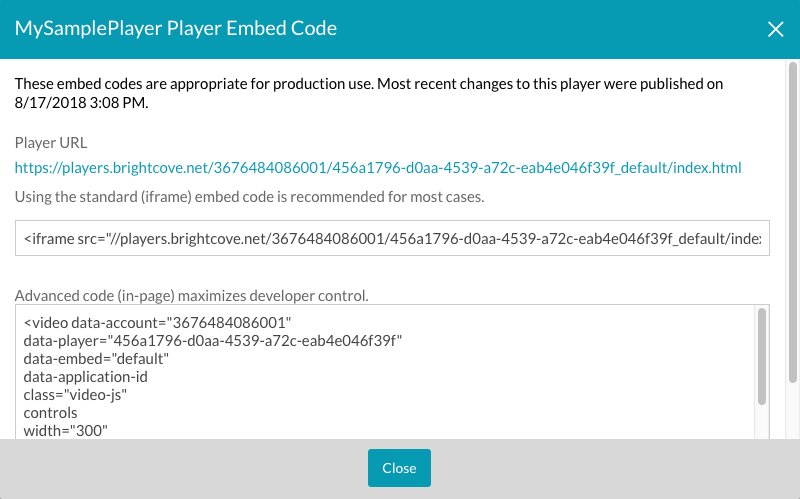 MySamplePlayer Player Embed Code
These embed codes are appropriate for production use. Most recent changes to this player were published on
8/17/2018 3:08 PM.
Player URL
https://players.brightcove.net/3676484086001/456a1796-d0aa-4539-a72c-eab4e046f39f_default/index.html
Using the standard (iframe) embed code is recommended for most cases.
<iframe src="//players.brightcove.net/3676484086001/456a1796-d0aa-4539-a72c-eab4e046f39f_default/inde
Advanced code (in-page) maximizes developer control.
<video data-account="3676484086001"
data-player="456a1796-d0aa-4539-a72c-eab4e046f39f"
data-embed="default"
data-application-id
class="video-js"
controls
width="300"
Close